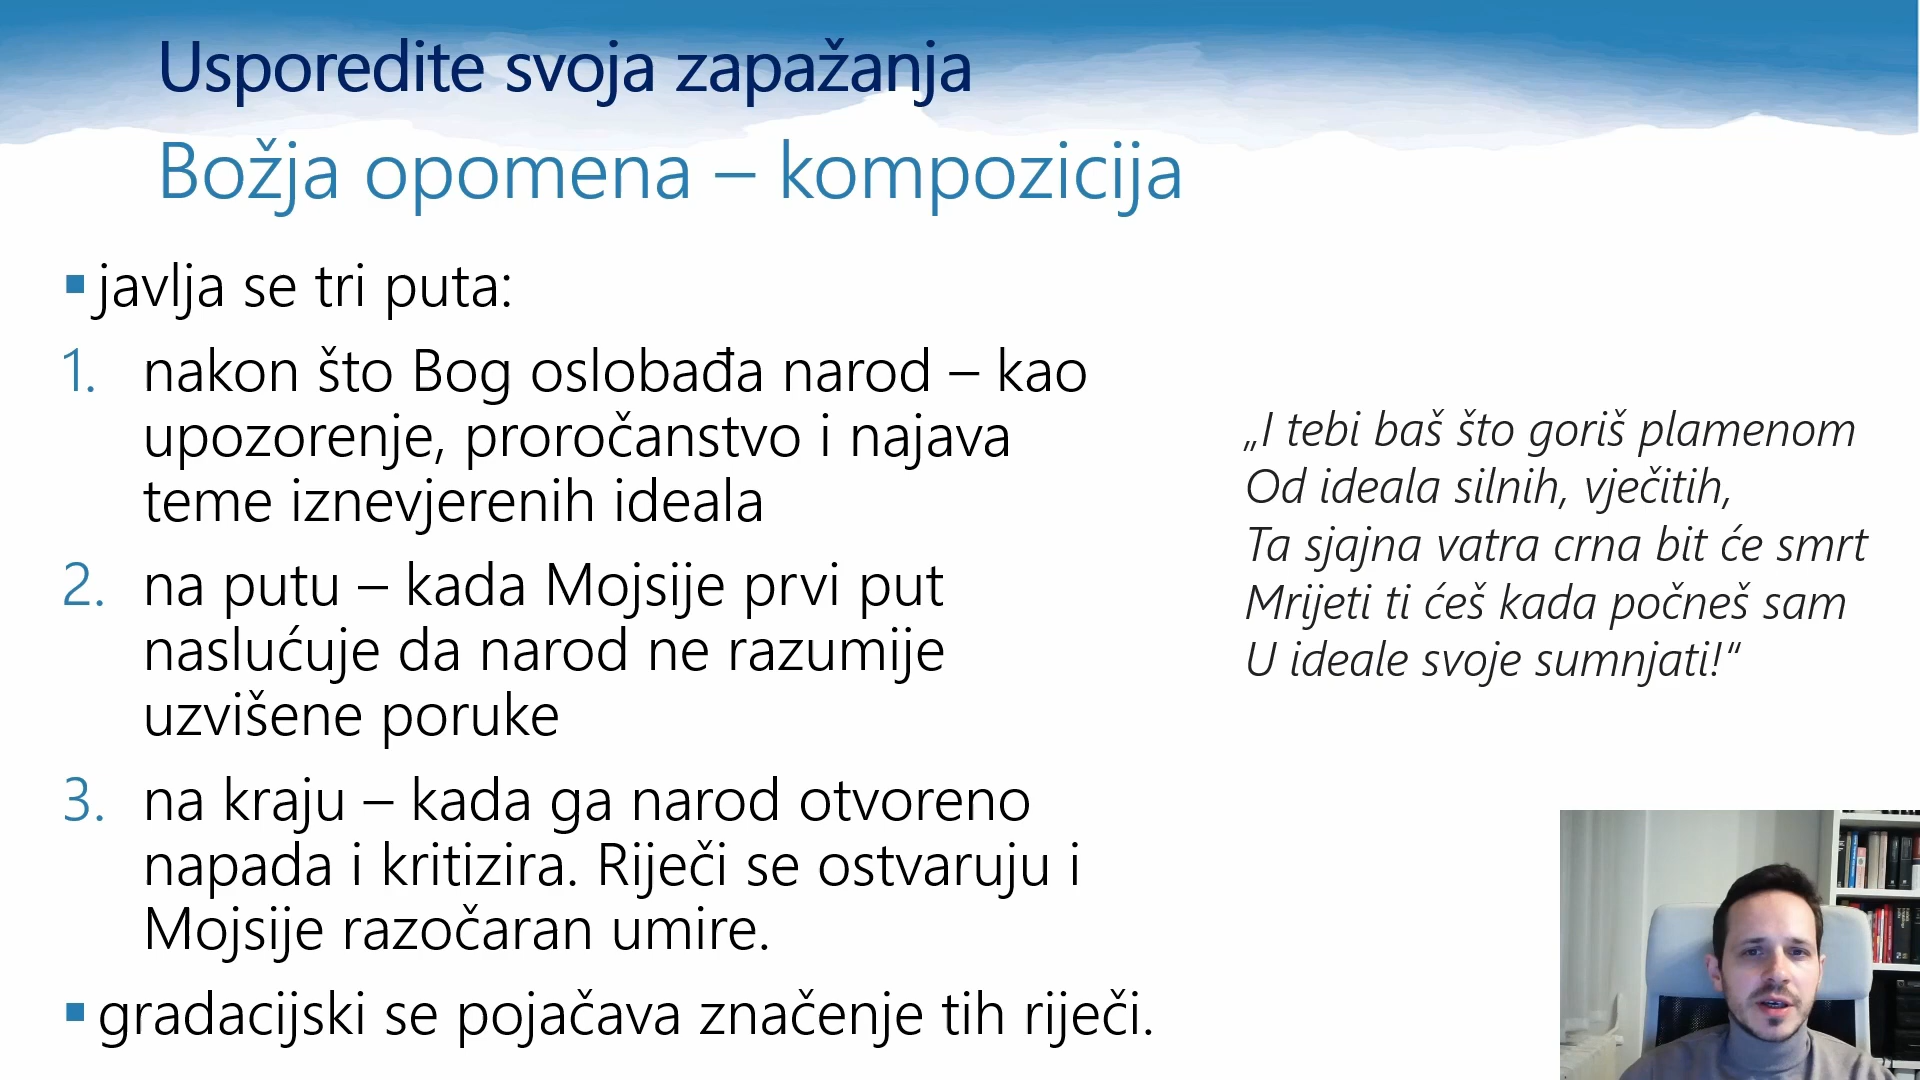 Usporedite svoja zapažanja
Božja opomena – kompozicija
▪ javlja se tri puta:
1. nakon što Bog oslobađa narod – kao
upozorenje, proročanstvo i najava
teme iznevjerenih ideala
2. na putu – kada Mojsije prvi put
naslućuje da narod ne razumije
uzvišene poruke
3. na kraju – kada ga narod otvoreno
napada i kritizira. Riječi se ostvaruju i
Mojsije razočaran umire.
▪ gradacijski se pojačava značenje tih riječi.
„I tebi baš što goriš plamenom
Od ideala silnih, vječitih,
Ta sjajna vatra crna bit će smrt
Mrijeti ti ćeš kada počneš sam
U ideale svoje sumnjati!“